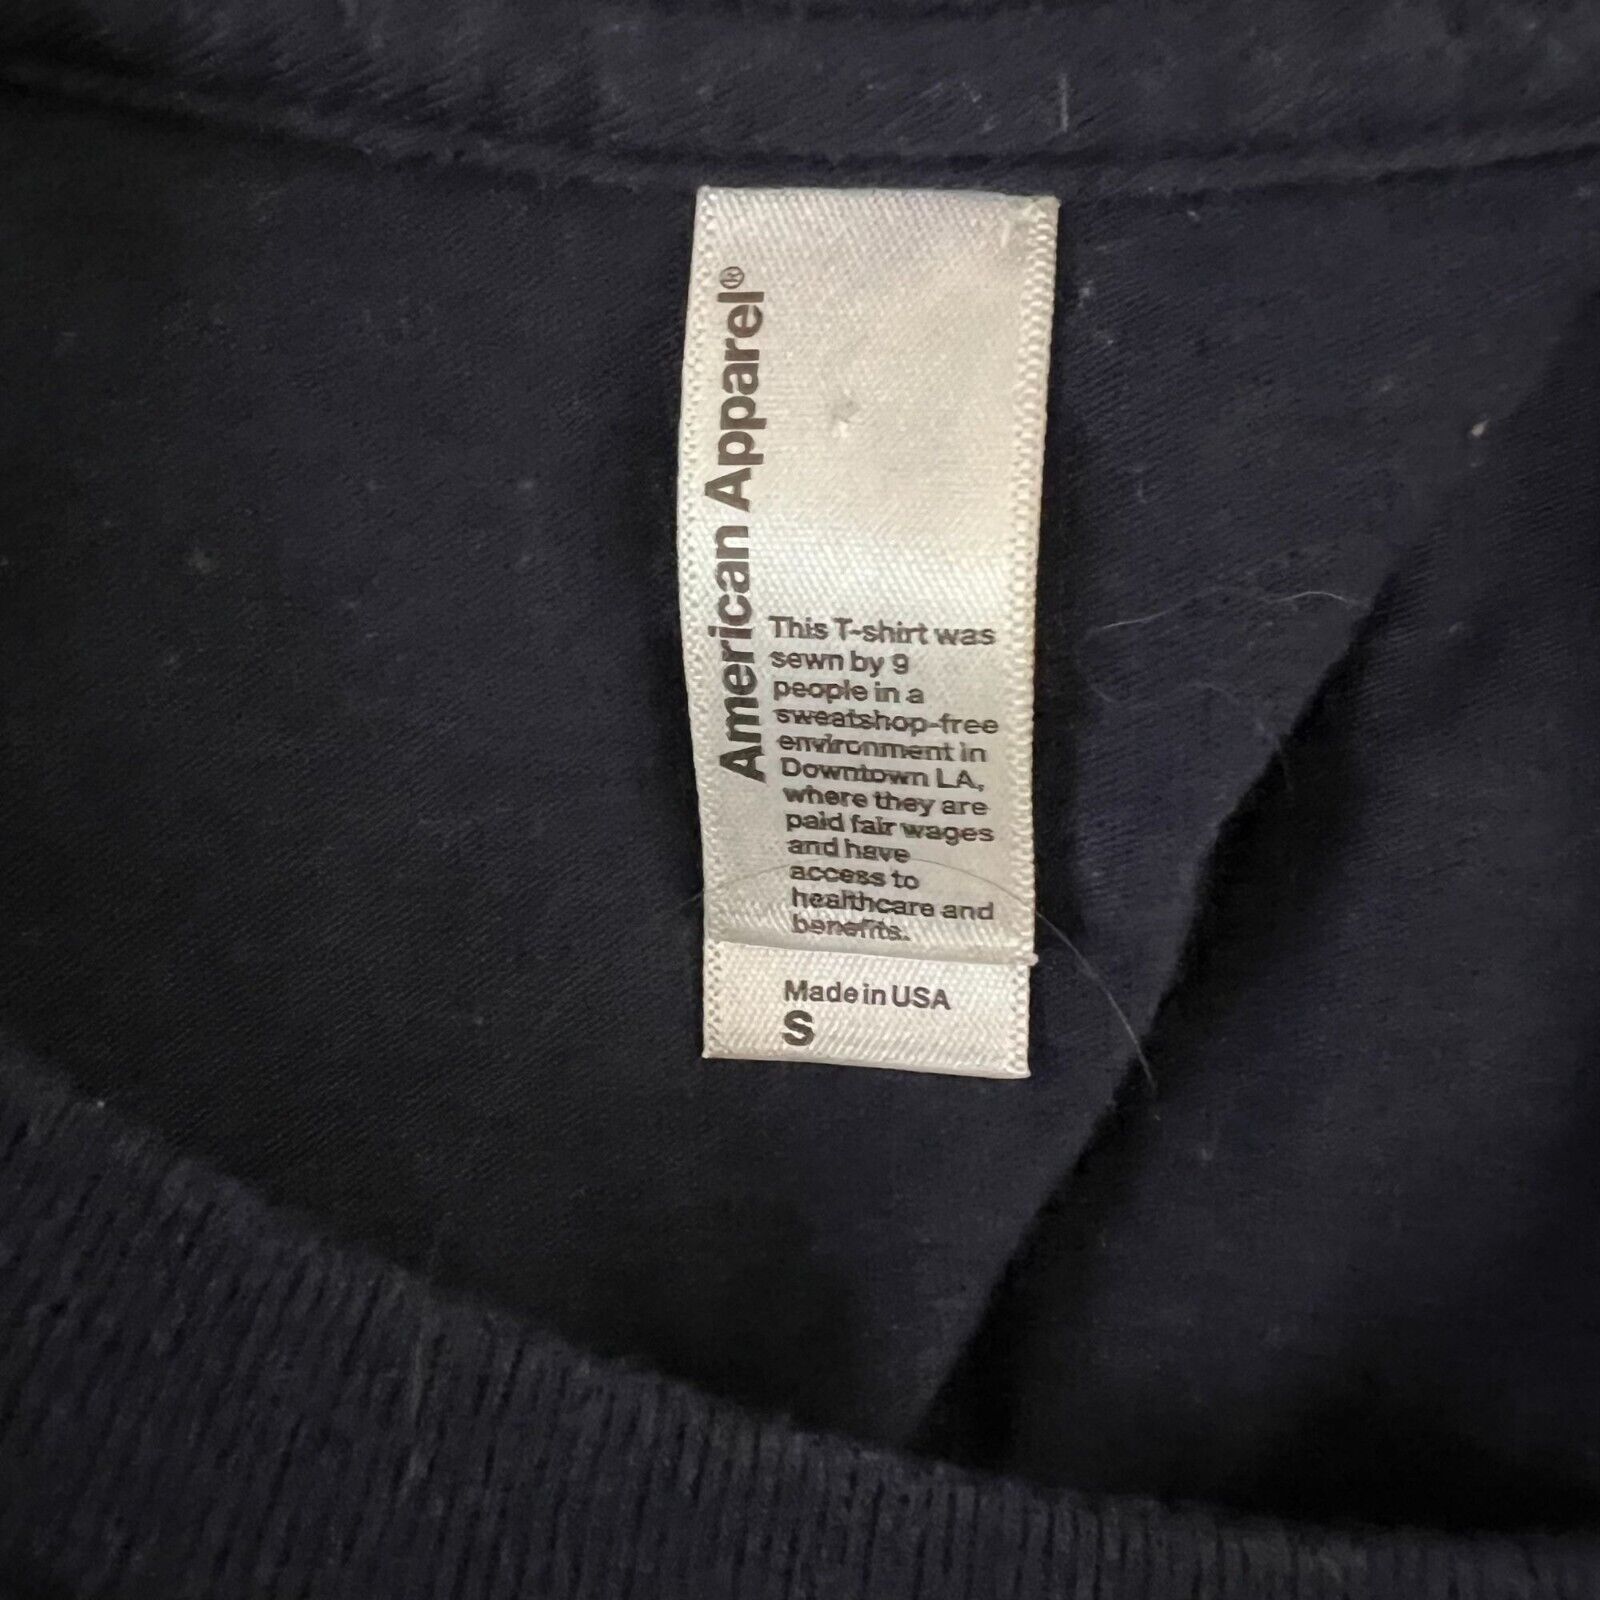 American Apparel®
This T-shirt was
sewn by 9
people in a
sweatshop-free
environment in
Downtown LA,
where they are
paid fair wages
and have
access to
healthcare and
benefits.
Made in USA
S